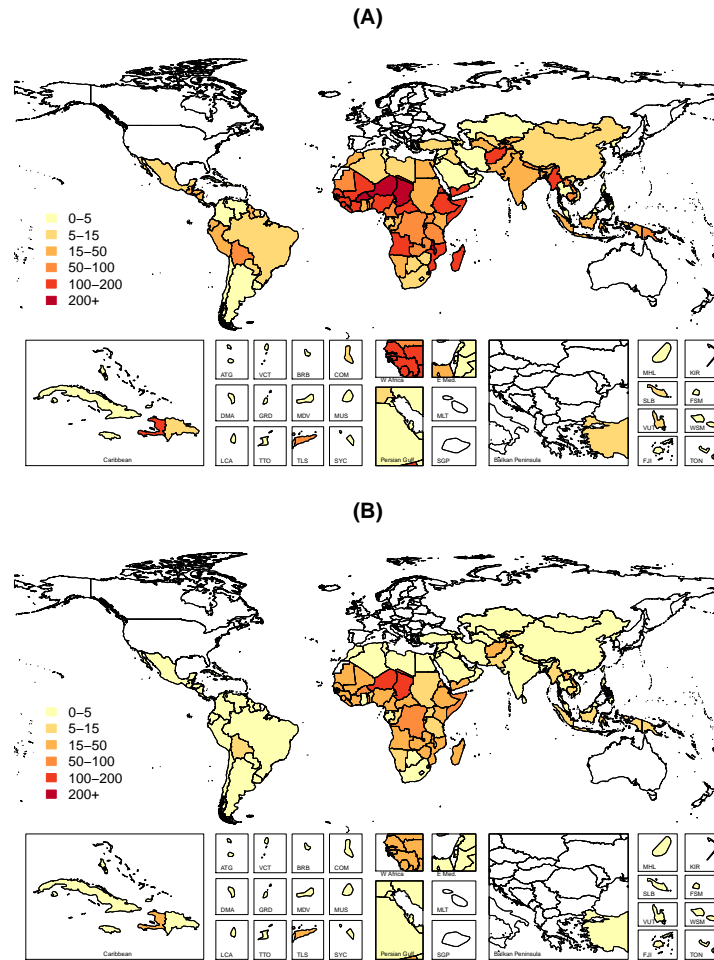 (A)
0–5
5–15
15–50
50–100
100–200
200+
ATG VCT BRB COM W Africa E Med. MHL KIR
DMA GRD MDV MUS MLT SLB FSM
VUT WSM
LCA TTO TLS SYC SGP FJI TON
Caribbean Persian Gulf Balkan Peninsula
(B)
0–5
5–15
15–50
50–100
100–200
200+
ATG VCT BRB COM W Africa E Med. MHL KIR
DMA GRD MDV MUS MLT SLB FSM
VUT WSM
LCA TTO TLS SYC SGP FJI TON
Caribbean Persian Gulf Balkan Peninsula